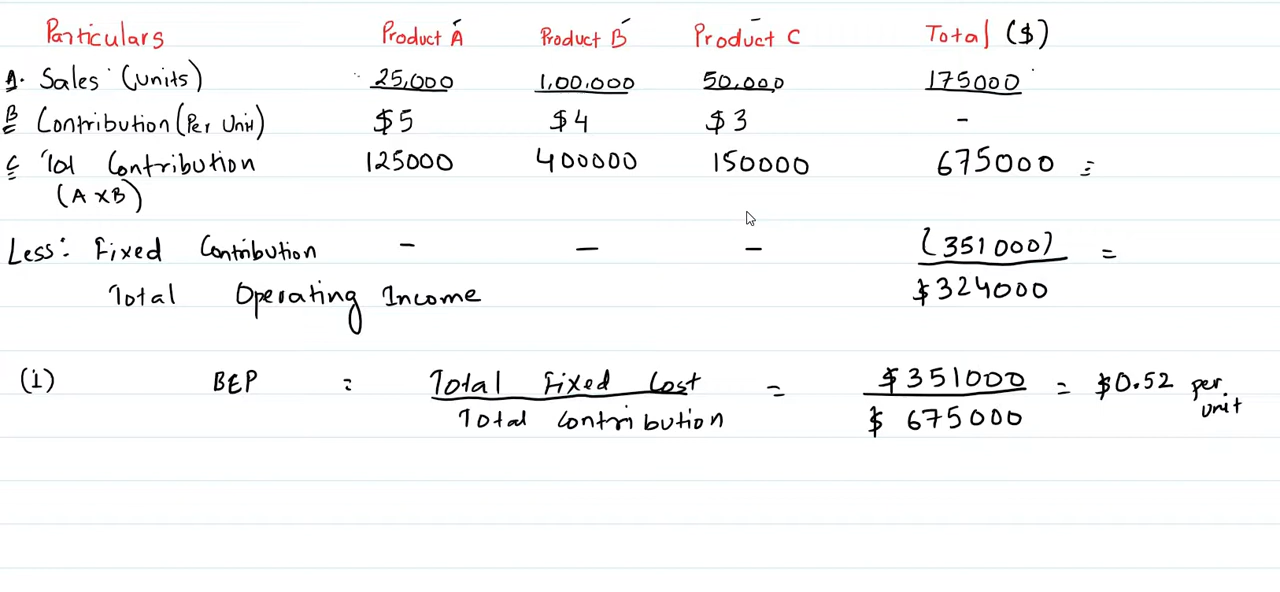 Particulars Product A Product B Product C Total ($)
A. Sales (Units) 25,000 1,00,000 50,000 175000
B Contribution (Per Unit) $5 $4 $3 -
C Tot Contribution 125000 400000 150000 675000 =
(A x B)
Less: Fixed Contribution - - - (351000) =
Total Operating Income $324000
(1) BEP = Total Fixed Cost / Total Contribution = $351000 / $675000 = $0.52 per unit